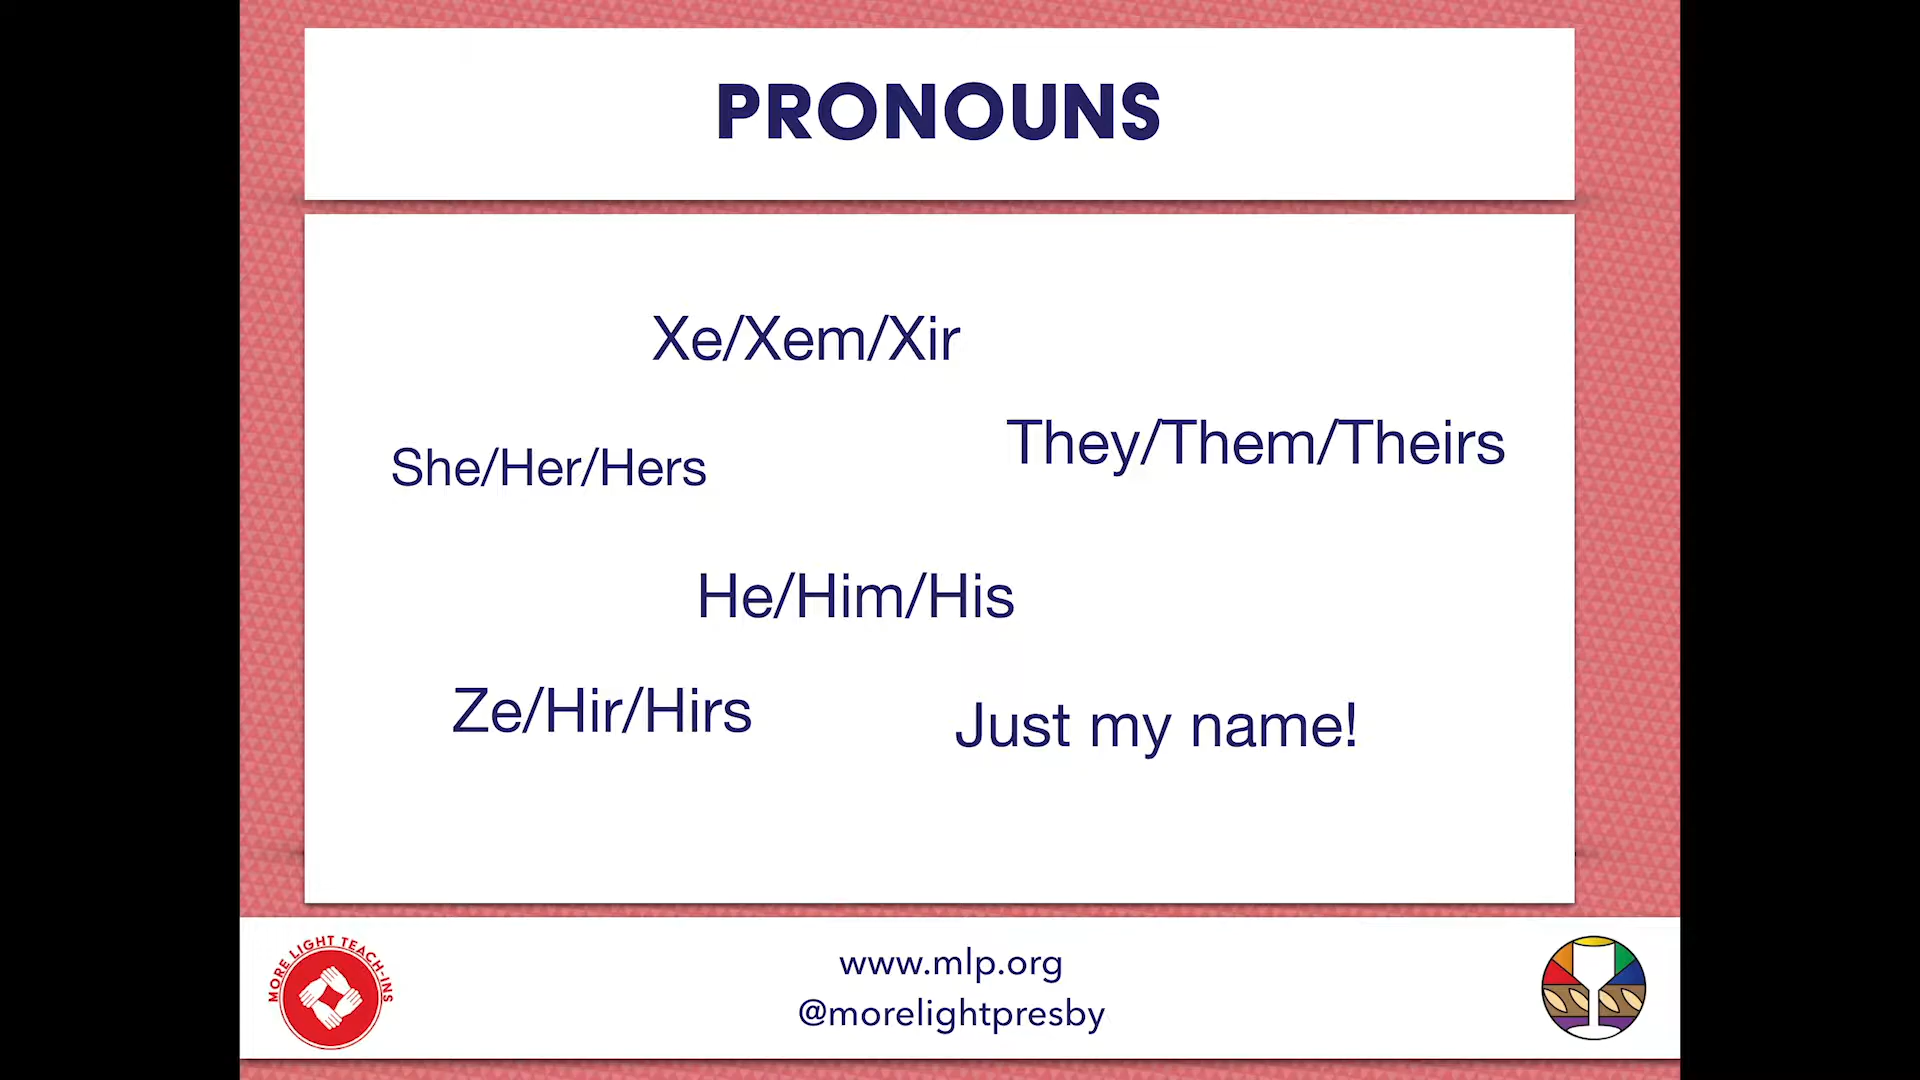 PRONOUNS
Xe/Xem/Xir
They/Them/Theirs
She/Her/Hers
He/Him/His
Ze/Hir/Hirs
Just my name!
MORE LIGHT TEACH-INS
www.mlp.org
@morelightpresby